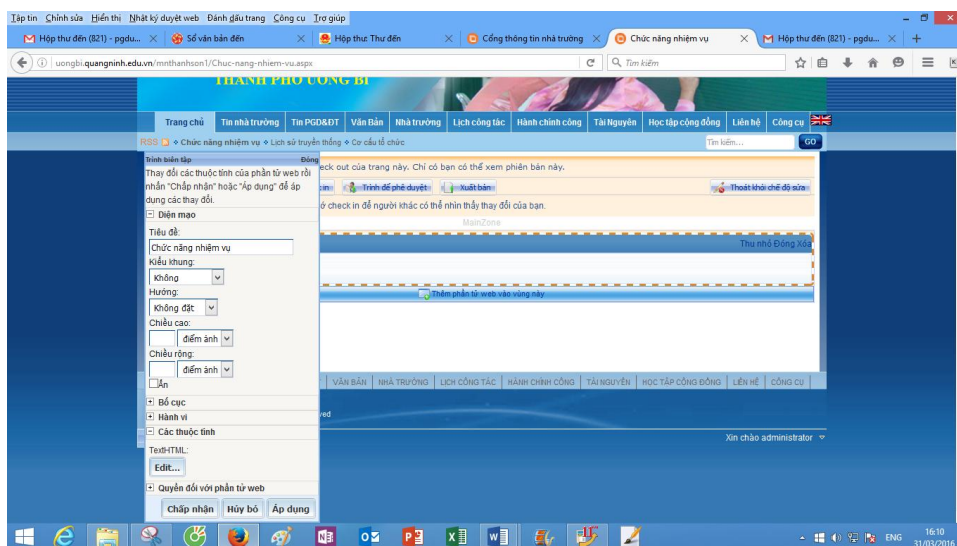 Tập tin Chỉnh sửa Hiển thị Nhật ký duyệt web Đánh dấu trang Công cụ Trợ giúp
Hộp thư đến (821) - pgdu... Sổ văn bản đến Hộp thư: Thư đến Cổng thông tin nhà trường Chức năng nhiệm vụ Hộp thư đến (821) - pgdu...
uongbi.quangninh.edu.vn/mnthanhson1/Chuc-nang-nhiem-vu.aspx Tìm kiếm
THÀNH PHỐ UÔNG BÍ
Trang chủ Tin nhà trường Tin PGD&ĐT Văn Bản Nhà trường Lịch công tác Hành chính công Tài Nguyên Học tập cộng đồng Liên hệ Công cụ
RSS Chức năng nhiệm vụ Lịch sử truyền thống Cơ cấu tổ chức Tìm kiếm... GO
Trình biên tập Đóng
eck out của trang này. Chỉ có bạn có thể xem phiên bản này.
Thay đổi các thuộc tính của phần tử web rồi
nhấn "Chấp nhận" hoặc "Áp dụng" để áp
dụng các thay đổi.
in Trình để phê duyệt Xuất bản Thoát khỏi chế độ sửa
ớ check in để người khác có thể nhìn thấy thay đổi của bạn.
Diện mạo
MainZone
Tiêu đề:
Chức năng nhiệm vụ
Thu nhỏ Đóng Xóa
Kiểu khung:
Không
Hướng:
Thêm phần tử web vào vùng này
Không đặt
Chiều cao:
điểm ảnh
Chiều rộng:
điểm ảnh
Ẩn
VĂN BẢN NHÀ TRƯỜNG LỊCH CÔNG TÁC HÀNH CHÍNH CÔNG TÀI NGUYÊN HỌC TẬP CỘNG ĐỒNG LIÊN HỆ CÔNG CỤ
Bố cục
Hành vi
ved
Các thuộc tính
Xin chào administrator
TextHTML:
Edit...
Quyền đối với phần tử web
Chấp nhận Hủy bỏ Áp dụng
ENG
16:10
31/03/2016